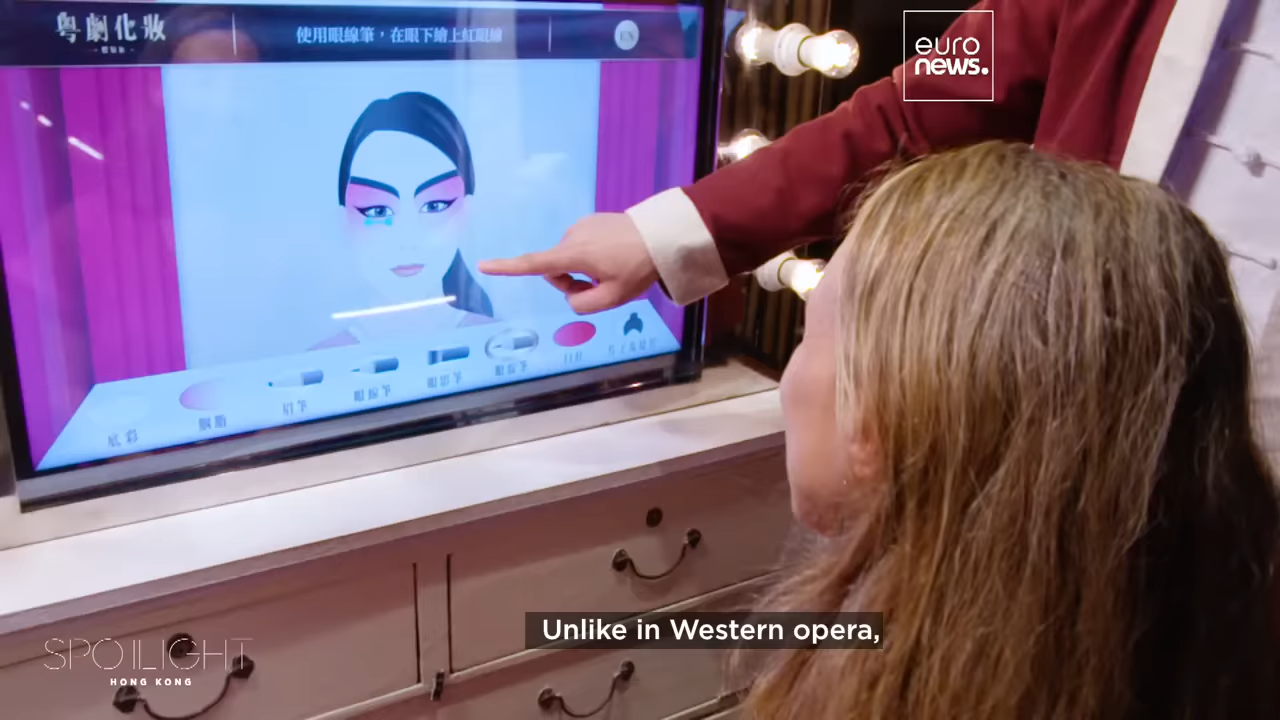 粵劇化妝
使用眼線筆，在眼下繪上紅眼線
EN
euro
news.
底彩
胭脂
眉筆
眼線筆
眼影筆
眼線筆
口紅
Unlike in Western opera,
SPOTLIGHT
HONG KONG